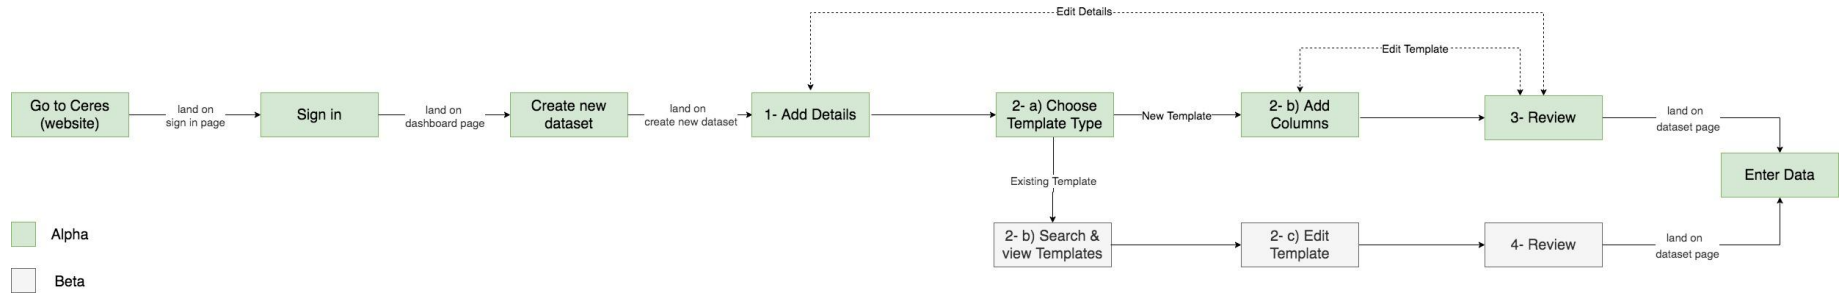 Edit Details
Edit Template
Go to Ceres
(website)
land on
sign in page
Sign in
land on
dashboard page
Create new
dataset
land on
create new dataset
1- Add Details
2- a) Choose
Template Type
New Template
2- b) Add
Columns
3- Review
land on
dataset page
Enter Data
Existing Template
2- b) Search &
view Templates
2- c) Edit
Template
4- Review
land on
dataset page
Alpha
Beta